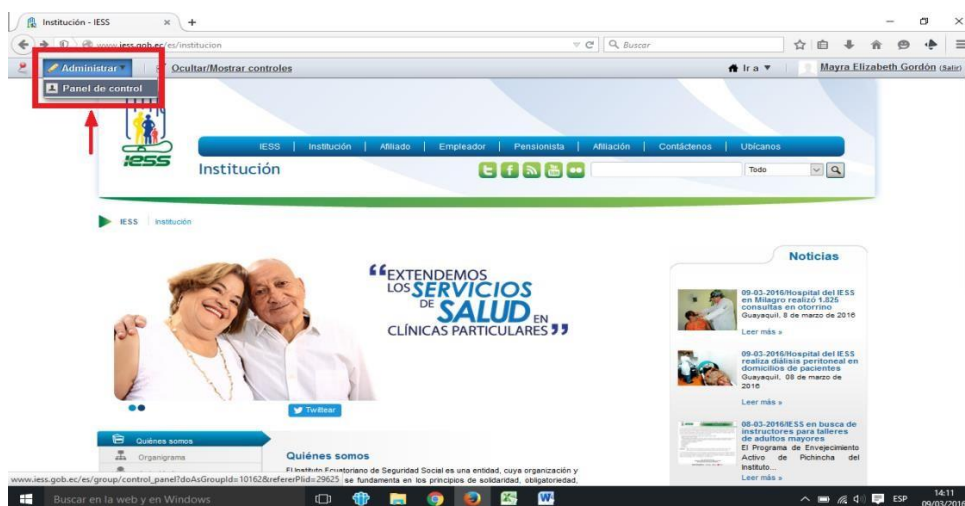 Institución - IESS
www.iess.gob.ec/es/institucion
Buscar
Administrar
Ocultar/Mostrar controles
Ir a
Mayra Elizabeth Gordón (Salir)
Panel de control
iess
IESS | Institución | Afiliado | Empleador | Pensionista | Afiliación | Contáctenos | Ubícanos
Institución
Todo
IESS Institución
“EXTENDEMOS
LOS SERVICIOS
DE SALUD EN
CLÍNICAS PARTICULARES”
Twittear
Noticias
09-03-2016/Hospital del IESS
en Milagro realizó 1.825
consultas en otorrino
Guayaquil, 8 de marzo de 2016
Leer más »
09-03-2016/Hospital del IESS
realiza diálisis peritoneal en
domicilios de pacientes
Guayaquil, 08 de marzo de
2016
Leer más »
08-03-2016/IESS en busca de
instructores para talleres
de adultos mayores
El Programa de Envejecimiento
Activo de Pichincha del
Instituto...
Leer más »
Quiénes somos
Organigrama
Quiénes somos
El Instituto Ecuatoriano de Seguridad Social es una entidad, cuya organización y
se fundamenta en los principios de solidaridad, obligatoriedad,
www.iess.gob.ec/es/group/control_panel?doAsGroupId=10162&refererPlid=29625
Buscar en la web y en Windows
ESP
14:11
09/03/2016